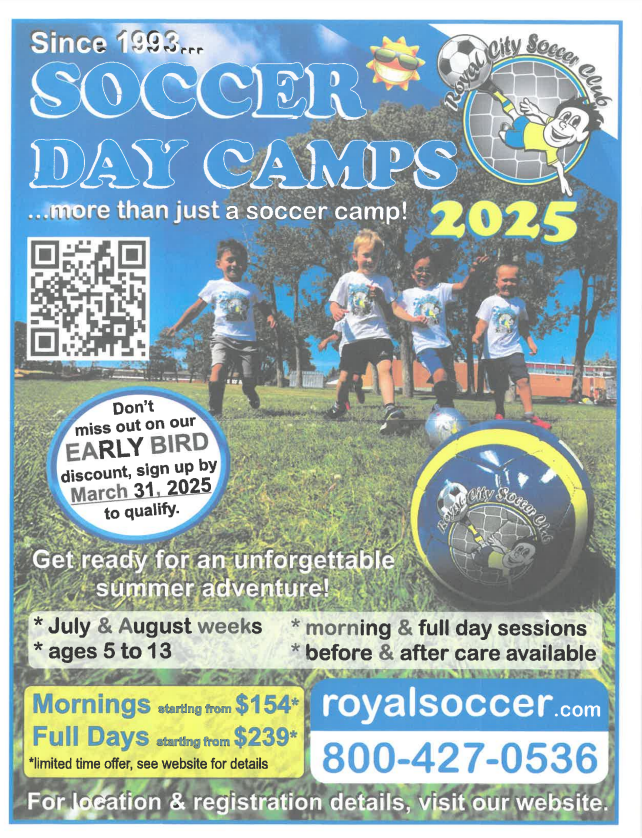 Since 1993...
SOCCER
DAY CAMPS
...more than just a soccer camp!
2025
Royal City Soccer Club
Don't
miss out on our
EARLY BIRD
discount, sign up by
March 31, 2025
to qualify.
Royal City Soccer Club
Get ready for an unforgettable
summer adventure!
* July & August weeks
* ages 5 to 13
* morning & full day sessions
* before & after care available
Mornings starting from $154*
Full Days starting from $239*
*limited time offer, see website for details
royalsoccer.com
800-427-0536
For location & registration details, visit our website.